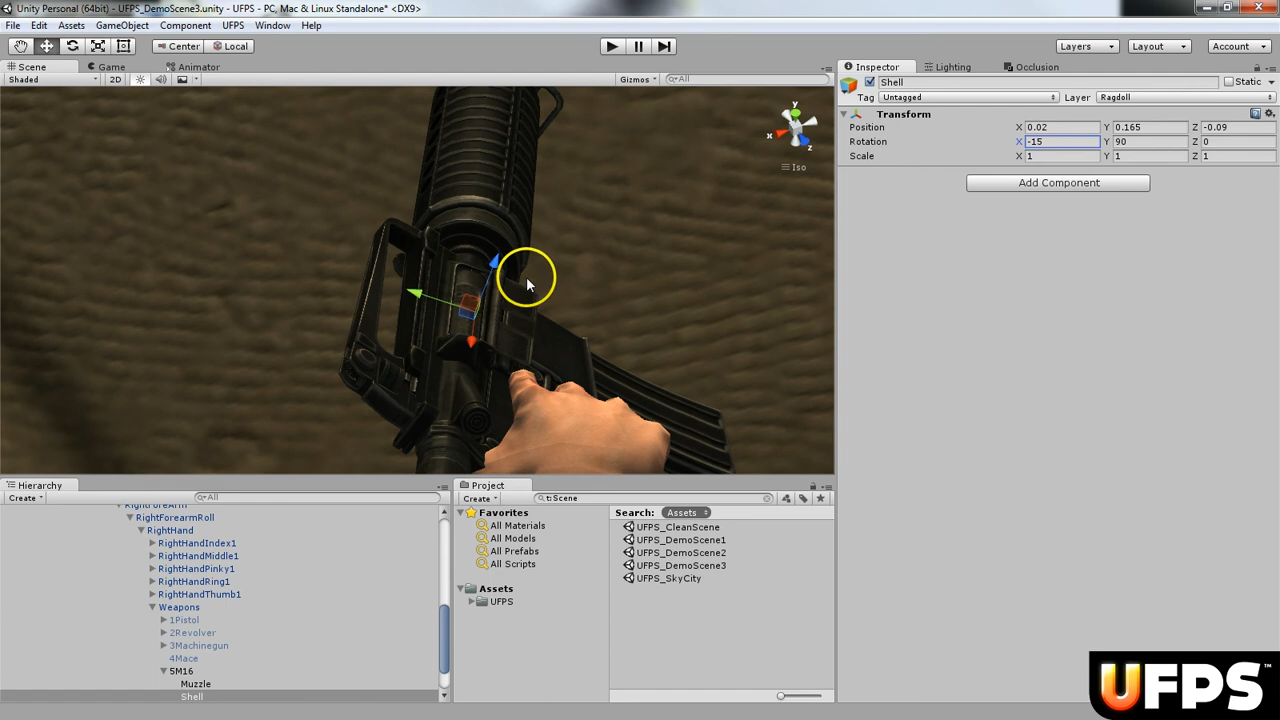 Unity Personal (64bit) - UFPS_DemoScene3.unity - UFPS - PC, Mac & Linux Standalone* <DX9>
File Edit Assets GameObject Component UFPS Window Help
Center Local Layers Layout Account
Scene Game Animator
Shaded 2D Gizmos All
y
x
z
Iso
Inspector Lighting Occlusion
Shell Static
Tag Untagged Layer Ragdoll
Transform
Position X 0.02 Y 0.165 Z -0.09
Rotation X -15 Y 90 Z 0
Scale X 1 Y 1 Z 1
Add Component
Hierarchy
Create All
RightForeArm
RightForearmRoll
RightHand
RightHandIndex1
RightHandMiddle1
RightHandPinky1
RightHandRing1
RightHandThumb1
Weapons
1Pistol
2Revolver
3Machinegun
4Mace
5M16
Muzzle
Shell
Project
Create t:Scene
Favorites
All Materials
All Models
All Prefabs
All Scripts
Assets
UFPS
Search: Assets
UFPS_CleanScene
UFPS_DemoScene1
UFPS_DemoScene2
UFPS_DemoScene3
UFPS_SkyCity
UFPS™